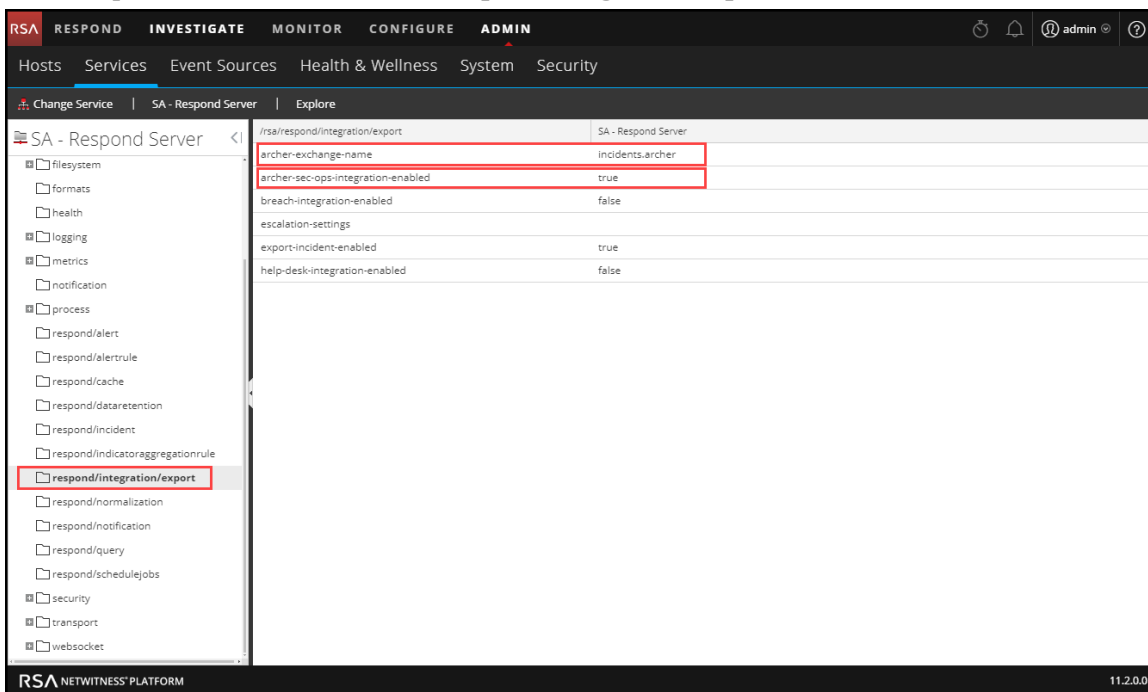 RSA RESPOND INVESTIGATE MONITOR CONFIGURE ADMIN admin
Hosts Services Event Sources Health & Wellness System Security
Change Service | SA - Respond Server | Explore
SA - Respond Server
filesystem
formats
health
logging
metrics
notification
process
respond/alert
respond/alertrule
respond/cache
respond/dataretention
respond/incident
respond/indicatoraggregationrule
respond/integration/export
respond/normalization
respond/notification
respond/query
respond/schedulejobs
security
transport
websocket
/rsa/respond/integration/export SA - Respond Server
archer-exchange-name incidents.archer
archer-sec-ops-integration-enabled true
breach-integration-enabled false
escalation-settings
export-incident-enabled true
help-desk-integration-enabled false
RSA NETWITNESS® PLATFORM 11.2.0.0